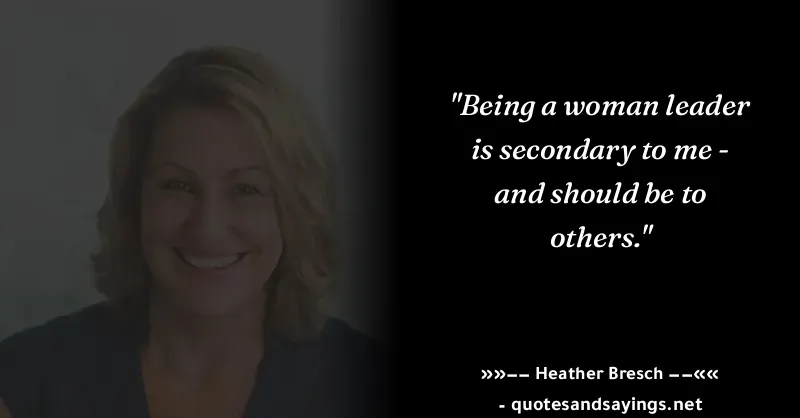 "Being a woman leader
is secondary to me -
and should be to
others."
»»−− Heather Bresch −−««
- quotesandsayings.net